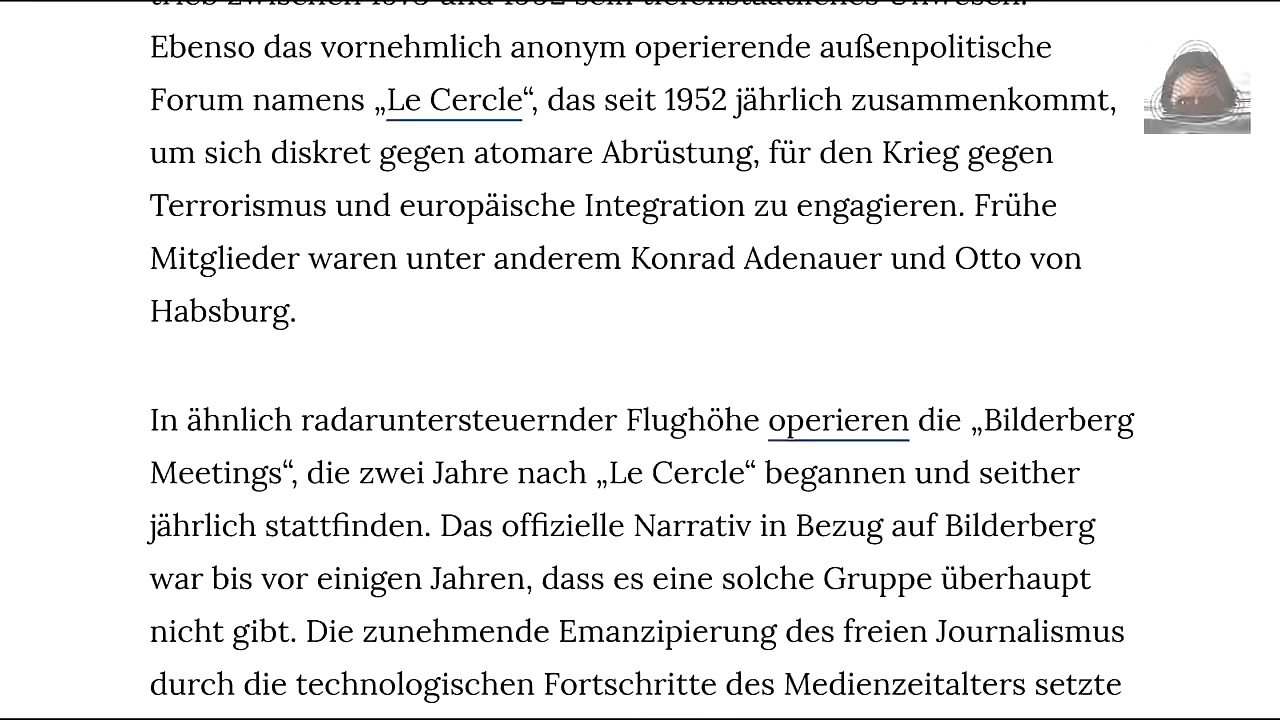 Ebenso das vornehmlich anonym operierende außenpolitische
Forum namens „Le Cercle“, das seit 1952 jährlich zusammenkommt,
um sich diskret gegen atomare Abrüstung, für den Krieg gegen
Terrorismus und europäische Integration zu engagieren. Frühe
Mitglieder waren unter anderem Konrad Adenauer und Otto von
Habsburg.
In ähnlich radaruntersteuernder Flughöhe operieren die „Bilderberg
Meetings“, die zwei Jahre nach „Le Cercle“ begannen und seither
jährlich stattfinden. Das offizielle Narrativ in Bezug auf Bilderberg
war bis vor einigen Jahren, dass es eine solche Gruppe überhaupt
nicht gibt. Die zunehmende Emanzipierung des freien Journalismus
durch die technologischen Fortschritte des Medienzeitalters setzte